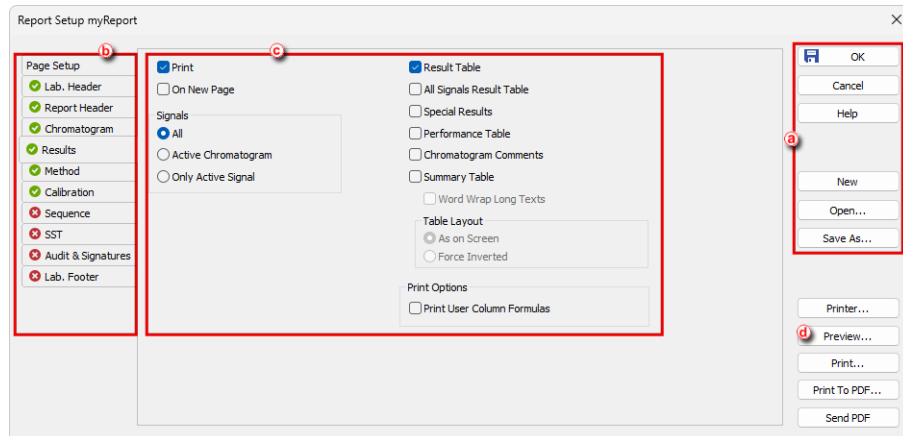 Report Setup myReport
b
c
a
d
Page Setup
Lab. Header
Report Header
Chromatogram
Results
Method
Calibration
Sequence
SST
Audit & Signatures
Lab. Footer
Print
On New Page
Signals
All
Active Chromatogram
Only Active Signal
Result Table
All Signals Result Table
Special Results
Performance Table
Chromatogram Comments
Summary Table
Word Wrap Long Texts
Table Layout
As on Screen
Force Inverted
Print Options
Print User Column Formulas
OK
Cancel
Help
New
Open...
Save As...
Printer...
Preview...
Print...
Print To PDF...
Send PDF